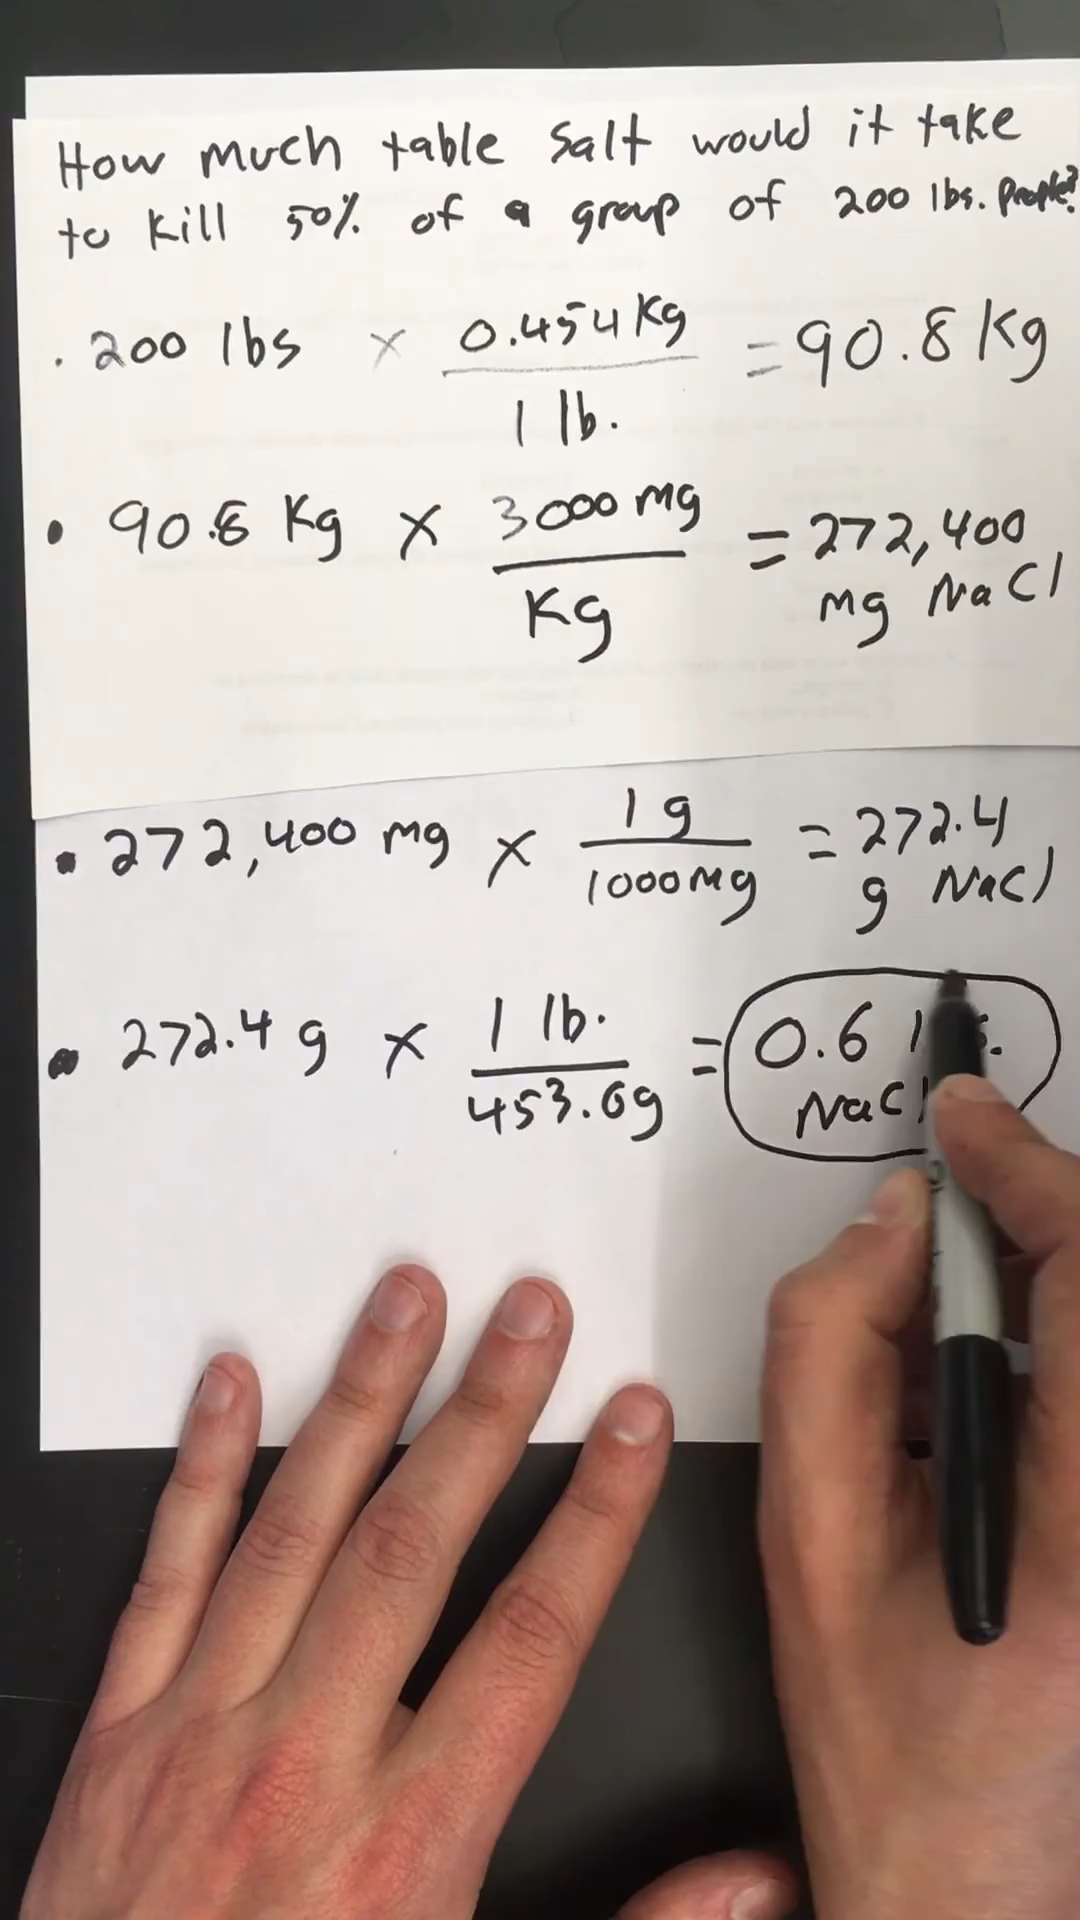 How much table salt would it take
to kill 50% of a group of 200 lbs. People?
. 200 lbs × 0.454 Kg / 1 lb. = 90.8 Kg
• 90.8 Kg × 3000 mg / Kg = 272,400 mg NaCl
• 272,400 mg × 1 g / 1000 mg = 272.4 g NaCl
• 272.4 g × 1 lb. / 453.6g = 0.6 NaCl